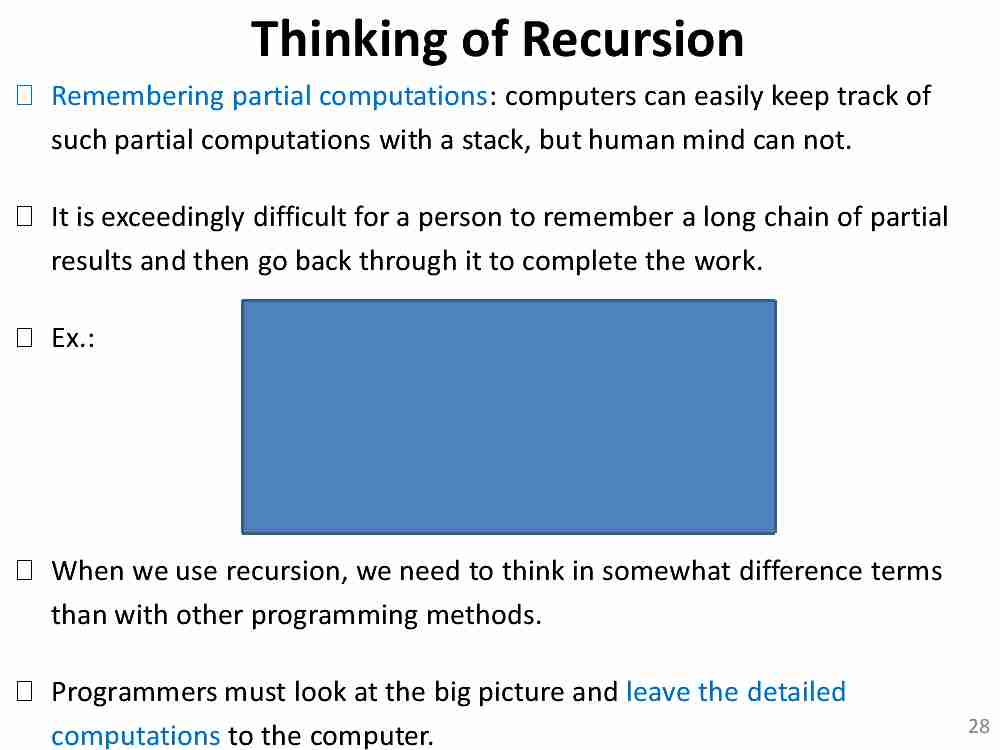 Thinking of Recursion
Remembering partial computations: computers can easily keep track of
such partial computations with a stack, but human mind can not.
It is exceedingly difficult for a person to remember a long chain of partial
results and then go back through it to complete the work.
Ex.:
When we use recursion, we need to think in somewhat difference terms
than with other programming methods.
Programmers must look at the big picture and leave the detailed
computations to the computer.
28